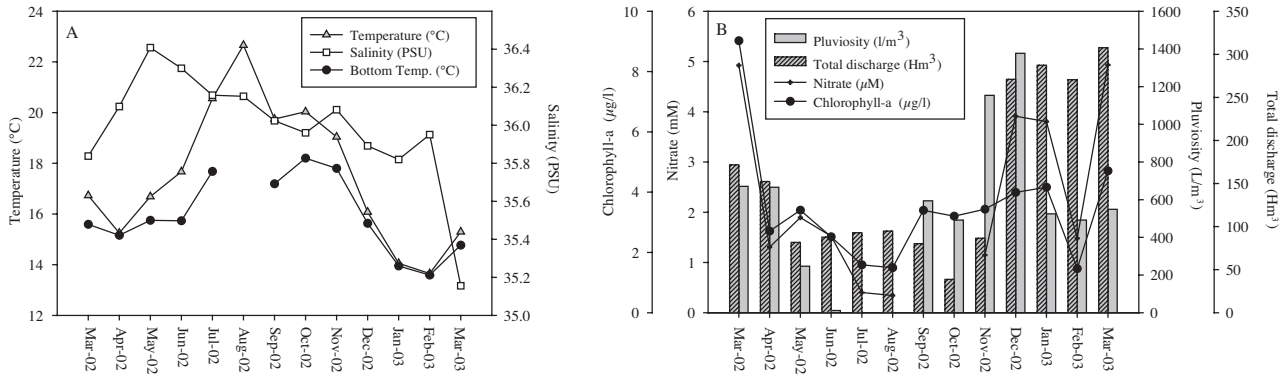 A
Temperature (°C)
Salinity (PSU)
Bottom Temp. (°C)
24
22
20
18
16
14
12
Temperature (°C)
36.4
36.2
36.0
35.8
35.6
35.4
35.2
35.0
Salinity
(PSU)
Mar-02
Apr-02
May-02
Jun-02
Jul-02
Aug-02
Sep-02
Oct-02
Nov-02
Dec-02
Jan-03
Feb-03
Mar-03
B
Pluviosity (l/m³)
Total discharge (Hm³)
Nitrate (µM)
Chlorophyll-a (µg/l)
10
8
6
4
2
0
Chlorophyll-a (µg/l)
6
5
4
3
2
1
0
Nitrate (mM)
1600
1400
1200
1000
800
600
400
200
0
Pluviosity (L/m³)
350
300
250
200
150
100
50
0
Total discharge
(Hm³)
Mar-02
Apr-02
May-02
Jun-02
Jul-02
Aug-02
Sep-02
Oct-02
Nov-02
Dec-02
Jan-03
Feb-03
Mar-03